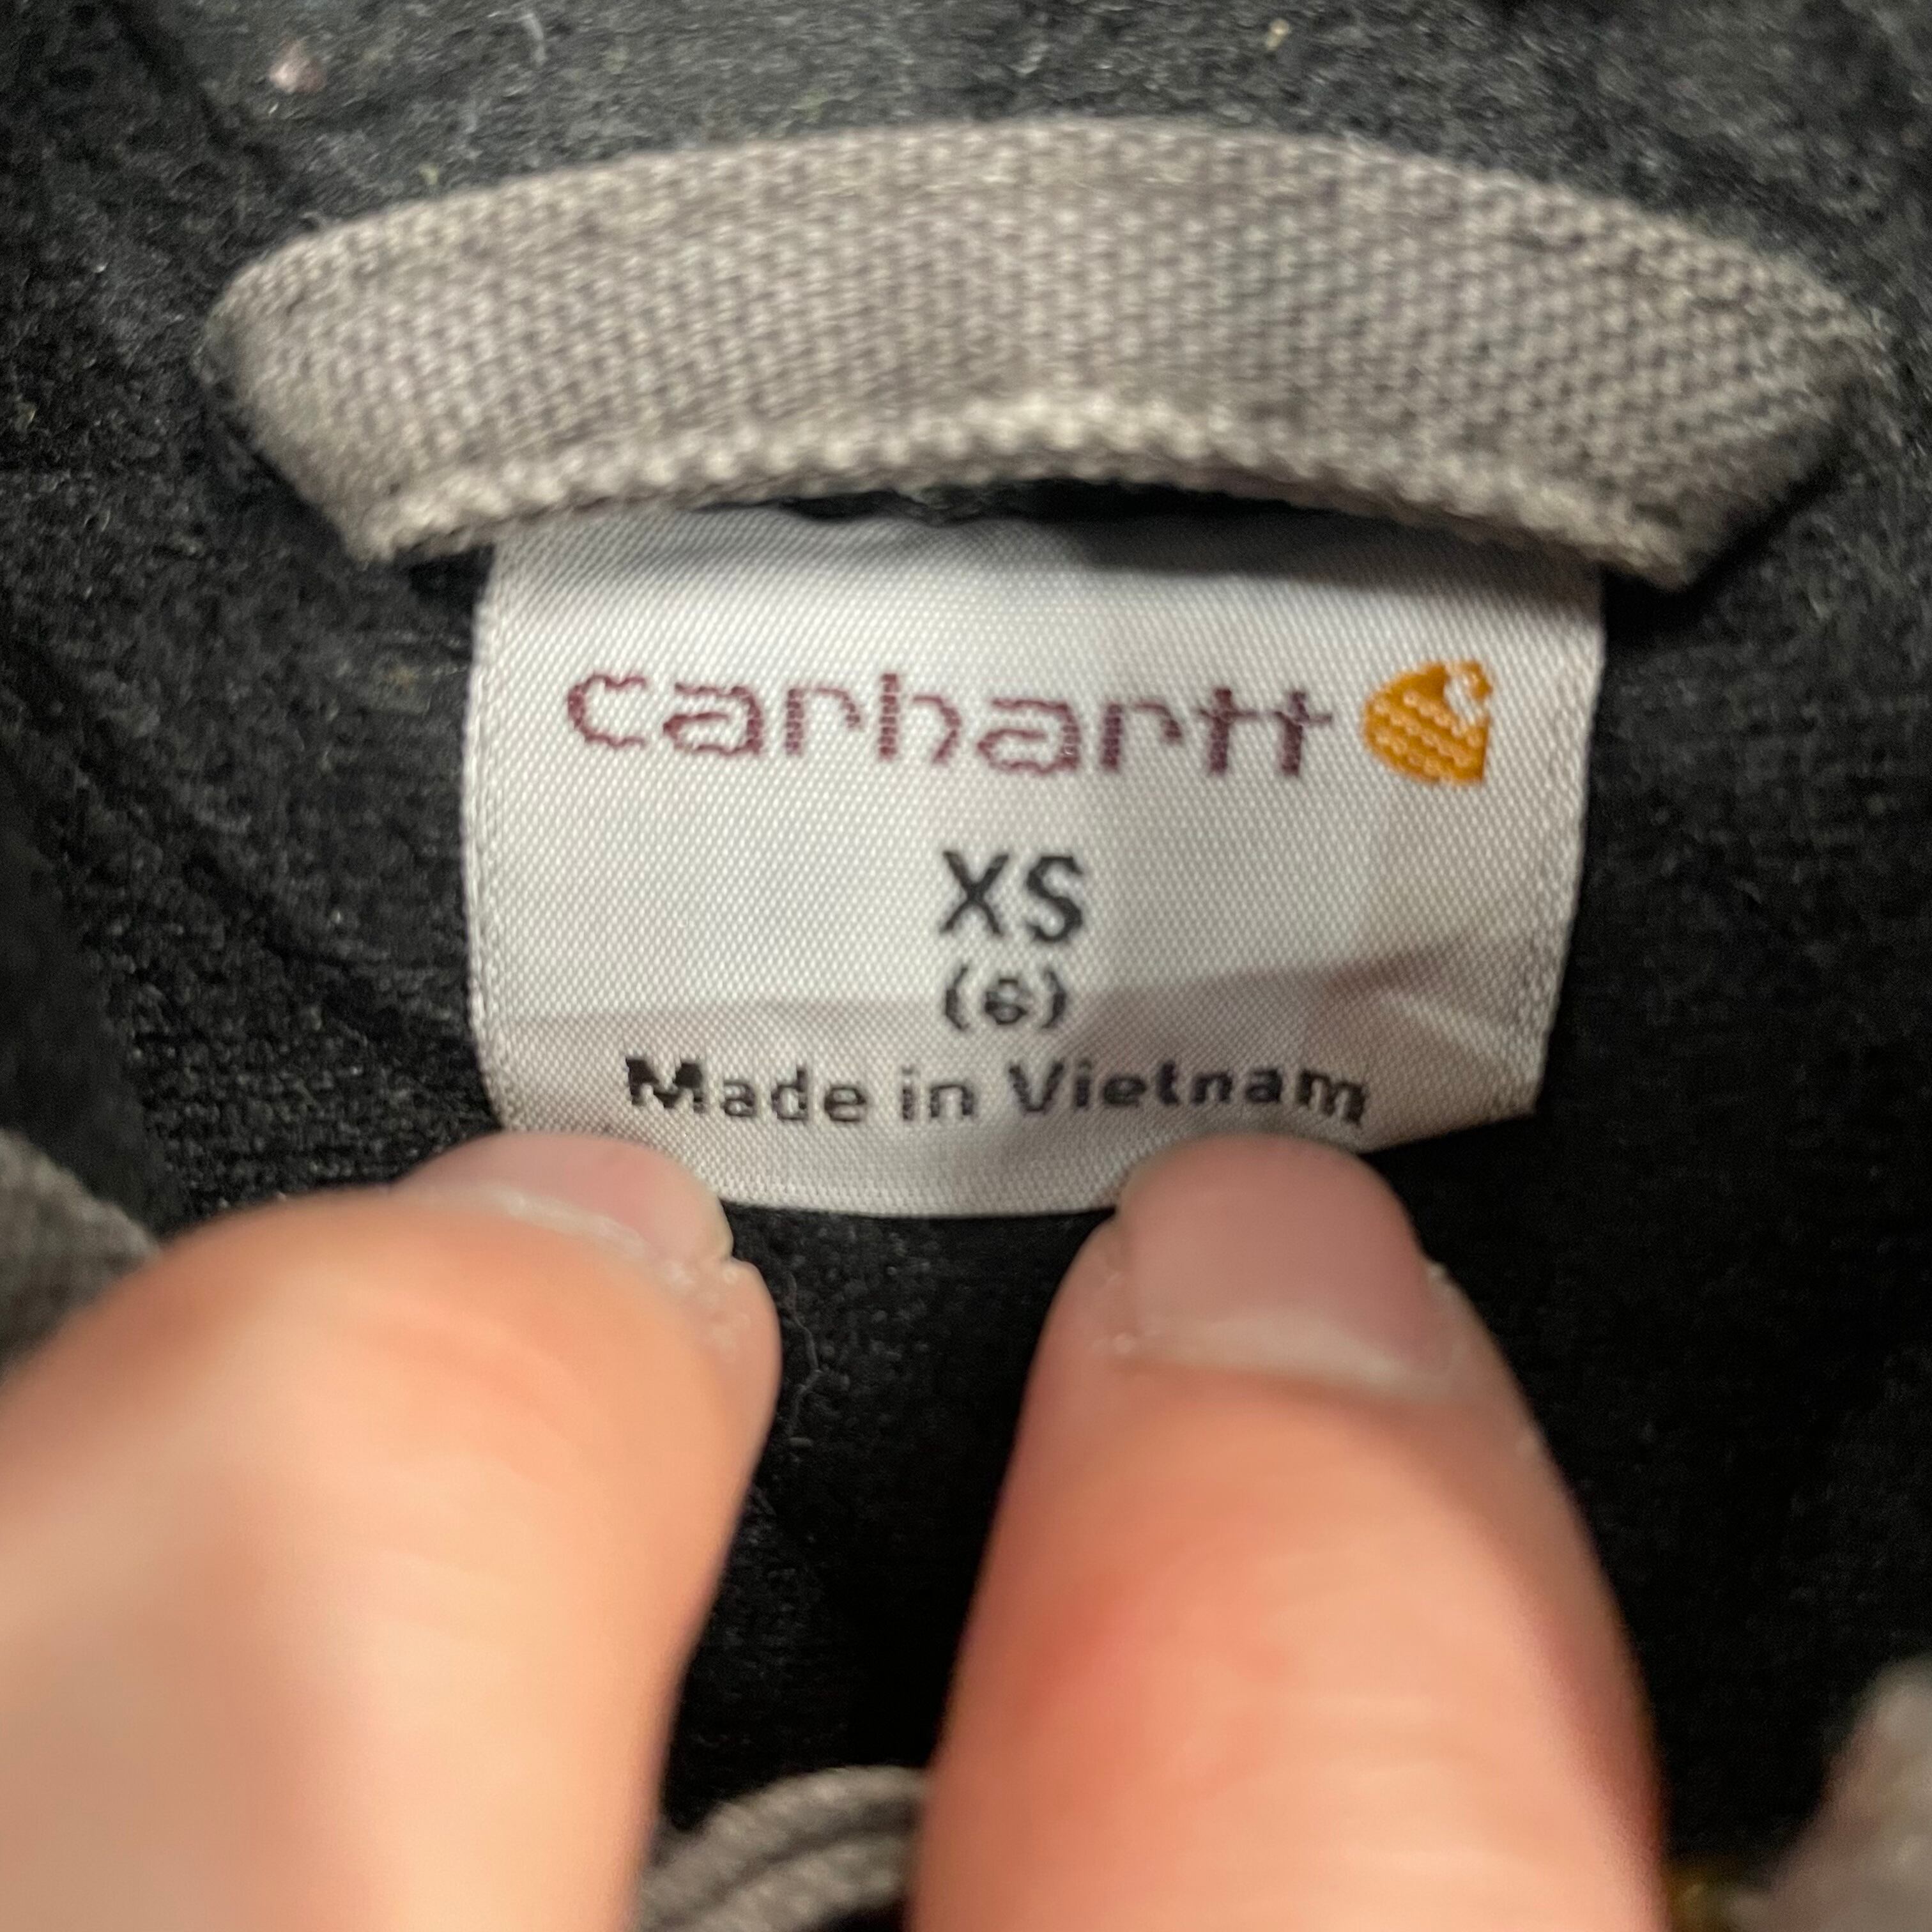 carhartt
XS
(6)
Made in Vietnam